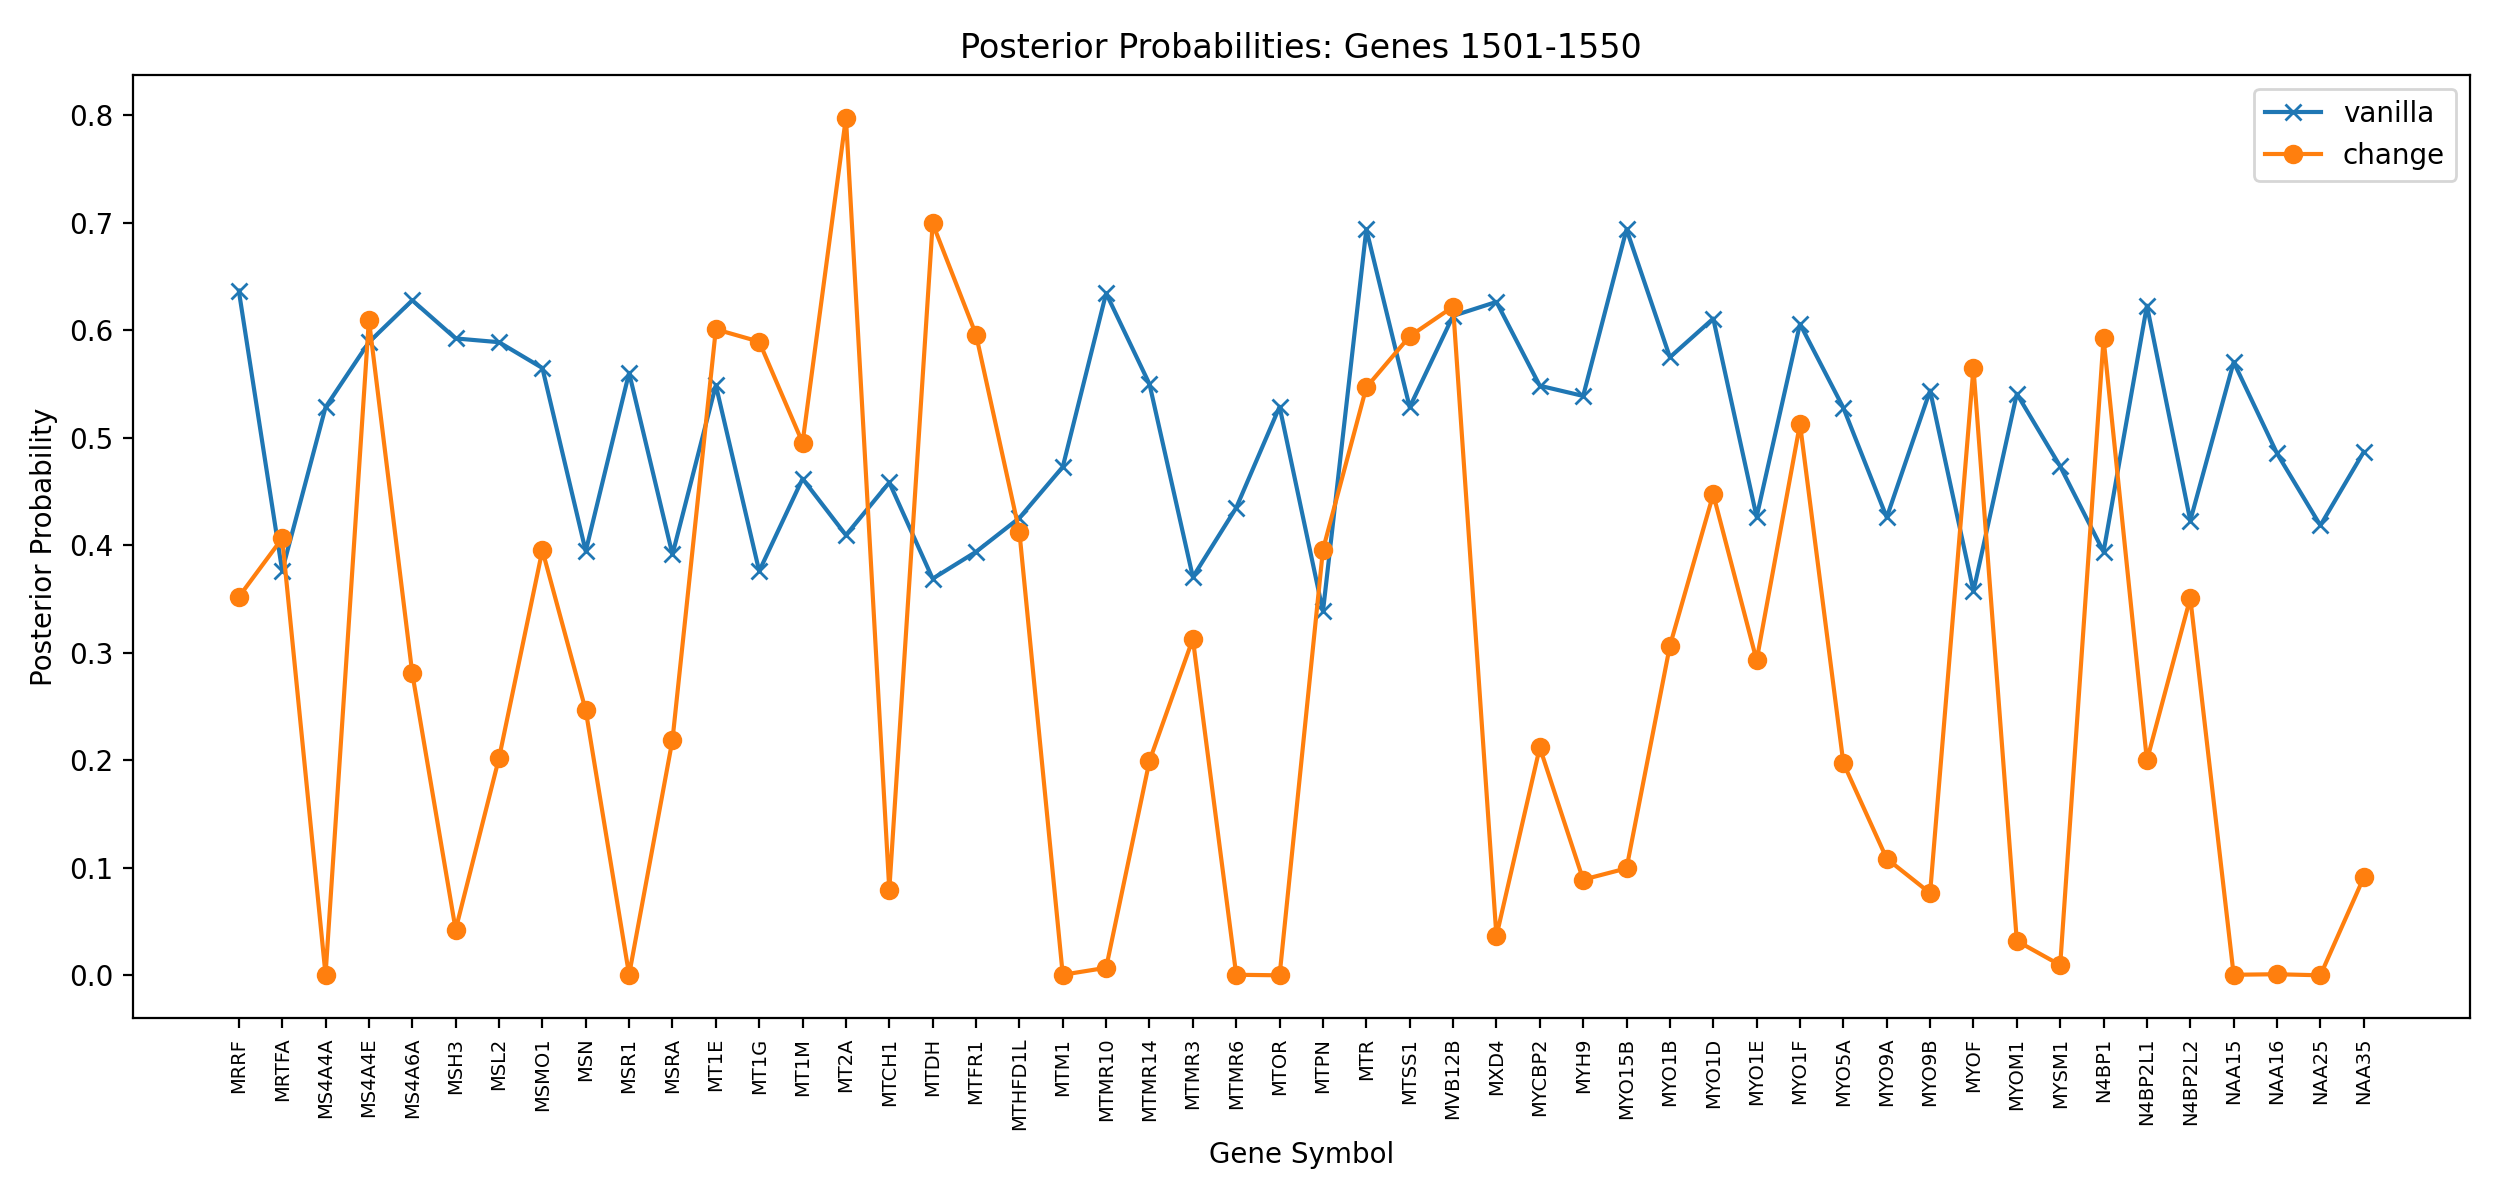 Posterior Probabilities: Genes 1501-1550
vanilla
change
Posterior Probability
0.8
0.7
0.6
0.5
0.4
0.3
0.2
0.1
0.0
MRRF
MRTFA
MS4A4A
MS4A4E
MS4A6A
MSH3
MSL2
MSMO1
MSN
MSR1
MSRA
MT1E
MT1G
MT1M
MT2A
MTCH1
MTDH
MTFR1
MTHFD1L
MTM1
MTMR10
MTMR14
MTMR3
MTMR6
MTOR
MTPN
MTR
MTSS1
MVB12B
MXD4
MYCBP2
MYH9
MYO15B
MYO1B
MYO1D
MYO1E
MYO1F
MYO5A
MYO9A
MYO9B
MYOF
MYOM1
MYSM1
N4BP1
N4BP2L1
N4BP2L2
NAA15
NAA16
NAA25
NAA35
Gene Symbol